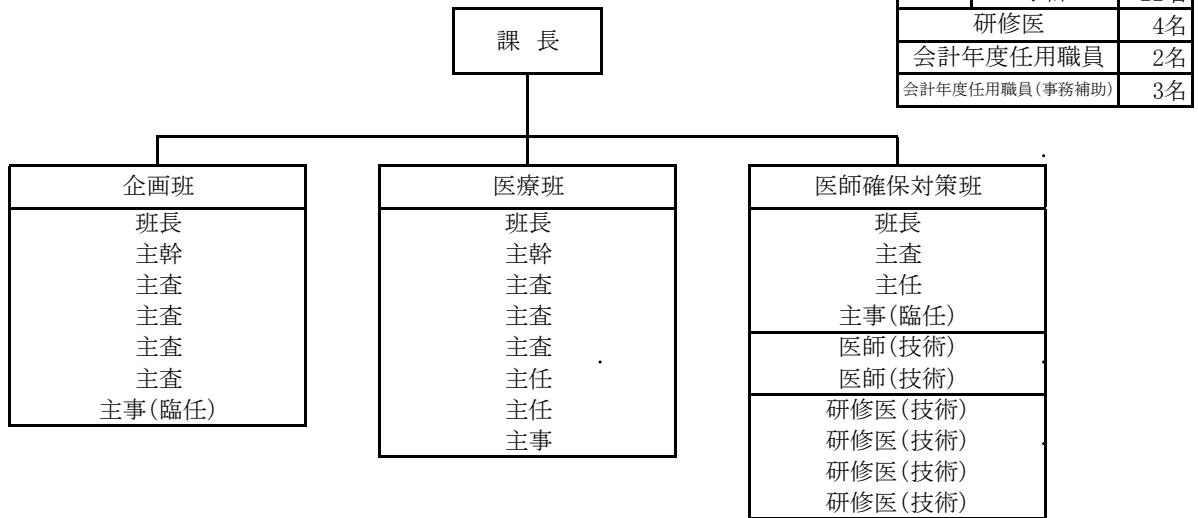 課 長
研修医 4名
会計年度任用職員 2名
会計年度任用職員(事務補助) 3名
企画班
班長
主幹
主査
主査
主査
主査
主事(臨任)
医療班
班長
主幹
主査
主査
主査
主任
主任
主事
医師確保対策班
班長
主査
主任
主事(臨任)
医師(技術)
医師(技術)
研修医(技術)
研修医(技術)
研修医(技術)
研修医(技術)